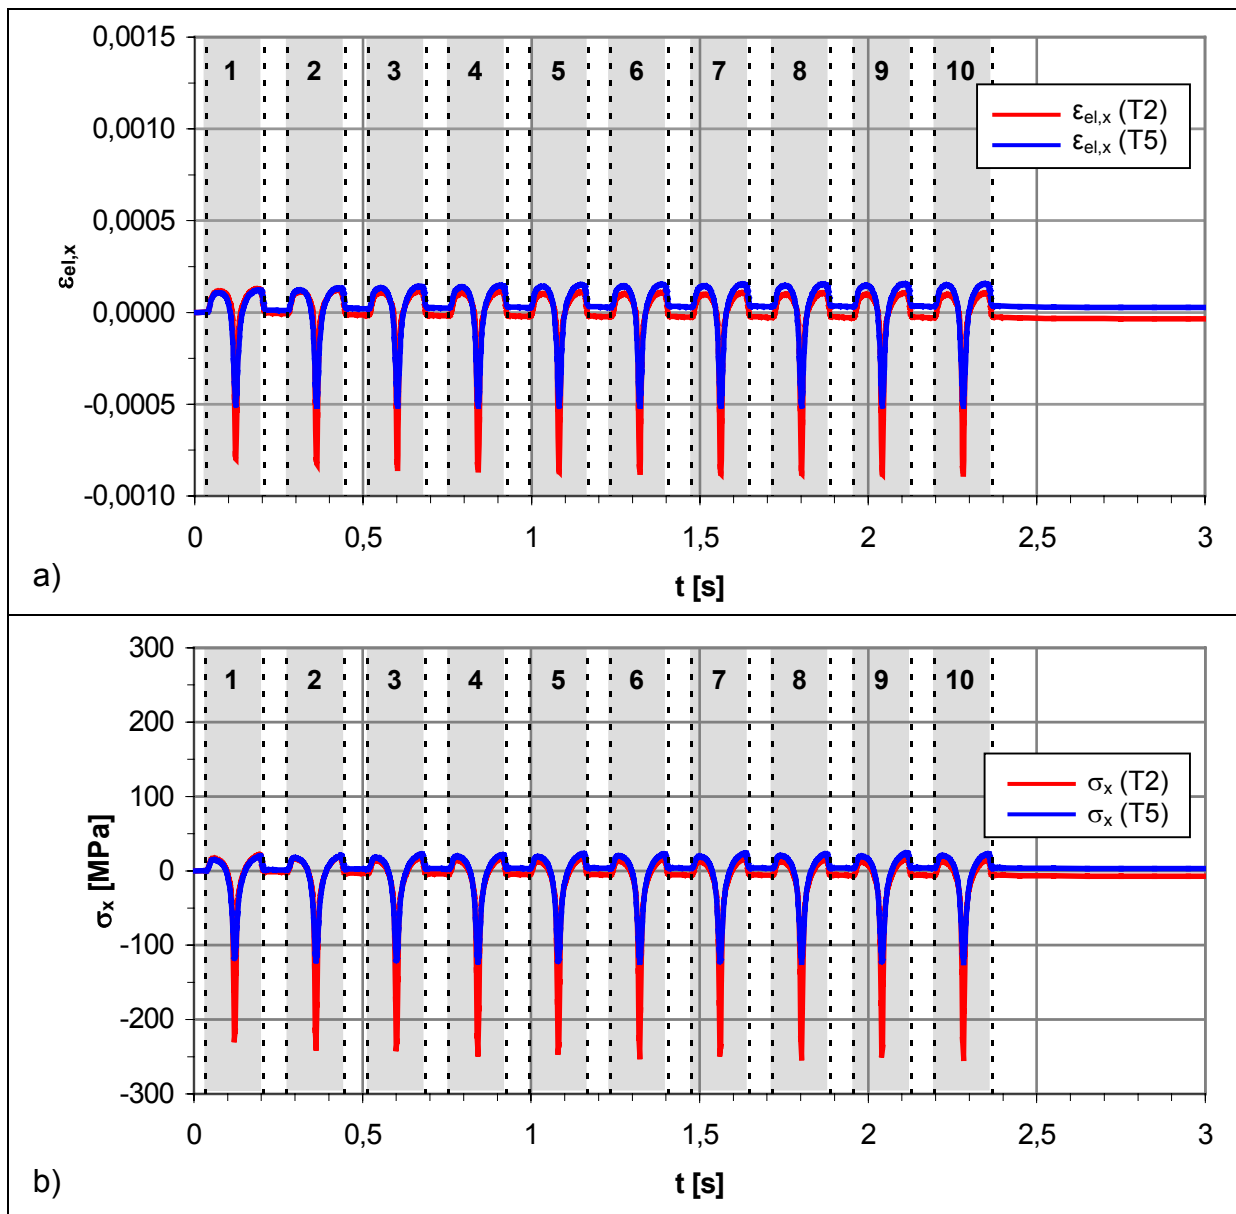 0,0015
1 2 3 4 5 6 7 8 9 10
0,0010
εel,x (T2)
εel,x (T5)
0,0005
εel,x
0,0000
-0,0005
-0,0010
0 0,5 1 1,5 2 2,5 3
a)
t [s]
300
1 2 3 4 5 6 7 8 9 10
200
100
σx (T2)
σx (T5)
σx [MPa]
0
-100
-200
-300
0 0,5 1 1,5 2 2,5 3
b)
t [s]